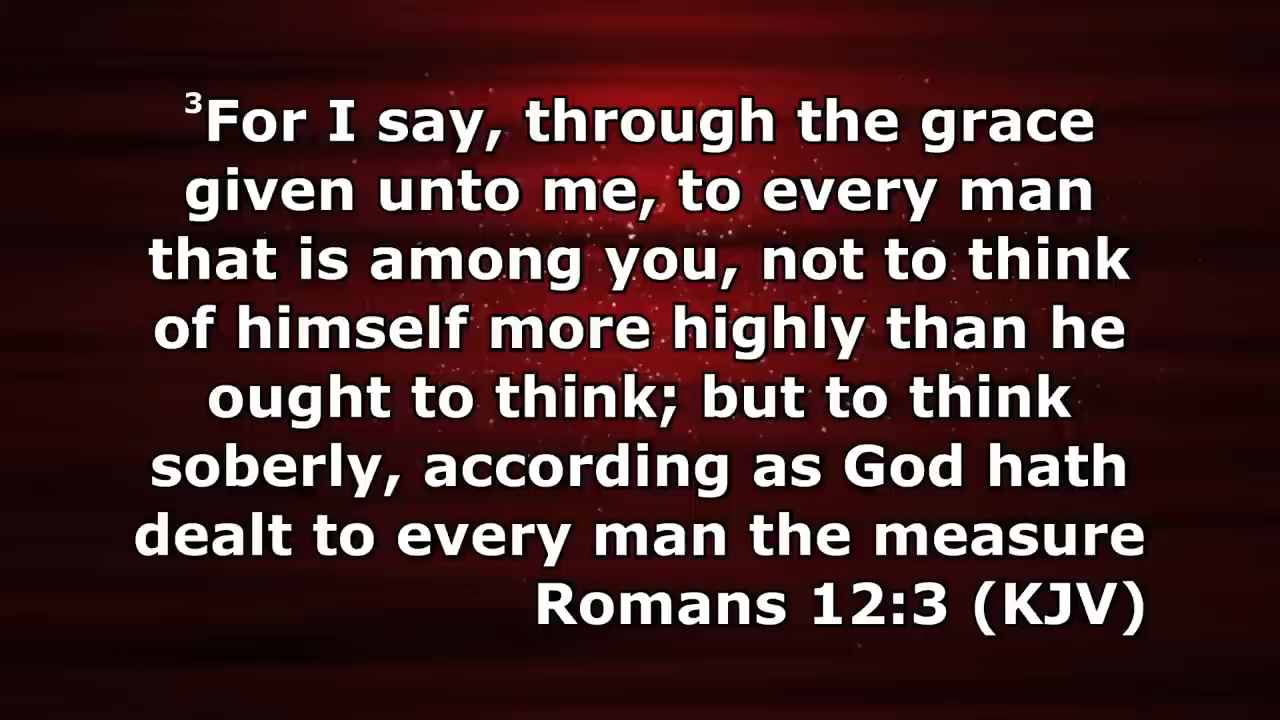 ³For I say, through the grace
given unto me, to every man
that is among you, not to think
of himself more highly than he
ought to think; but to think
soberly, according as God hath
dealt to every man the measure
Romans 12:3 (KJV)